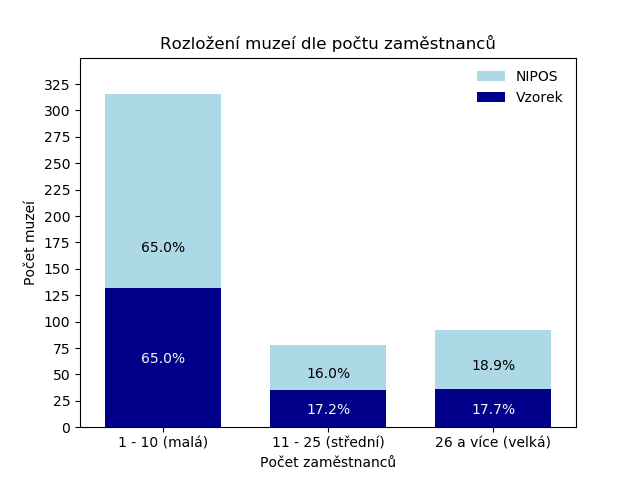 Rozložení muzeí dle počtu zaměstnanců
NIPOS
Vzorek
Počet muzeí
325
300
275
250
225
200
175
150
125
100
75
50
25
0
65.0%
65.0%
16.0%
17.2%
18.9%
17.7%
1 - 10 (malá)
11 - 25 (střední)
26 a více (velká)
Počet zaměstnanců